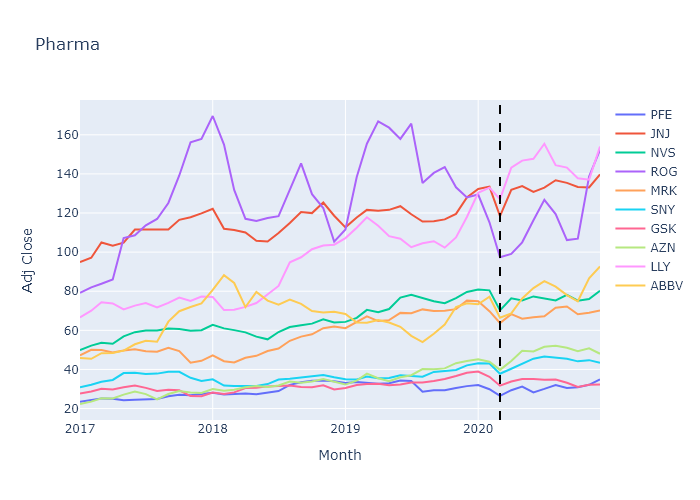 Pharma
Adj Close
160
140
120
100
80
60
40
20
2017
2018
2019
2020
Month
PFE
JNJ
NVS
ROG
MRK
SNY
GSK
AZN
LLY
ABBV